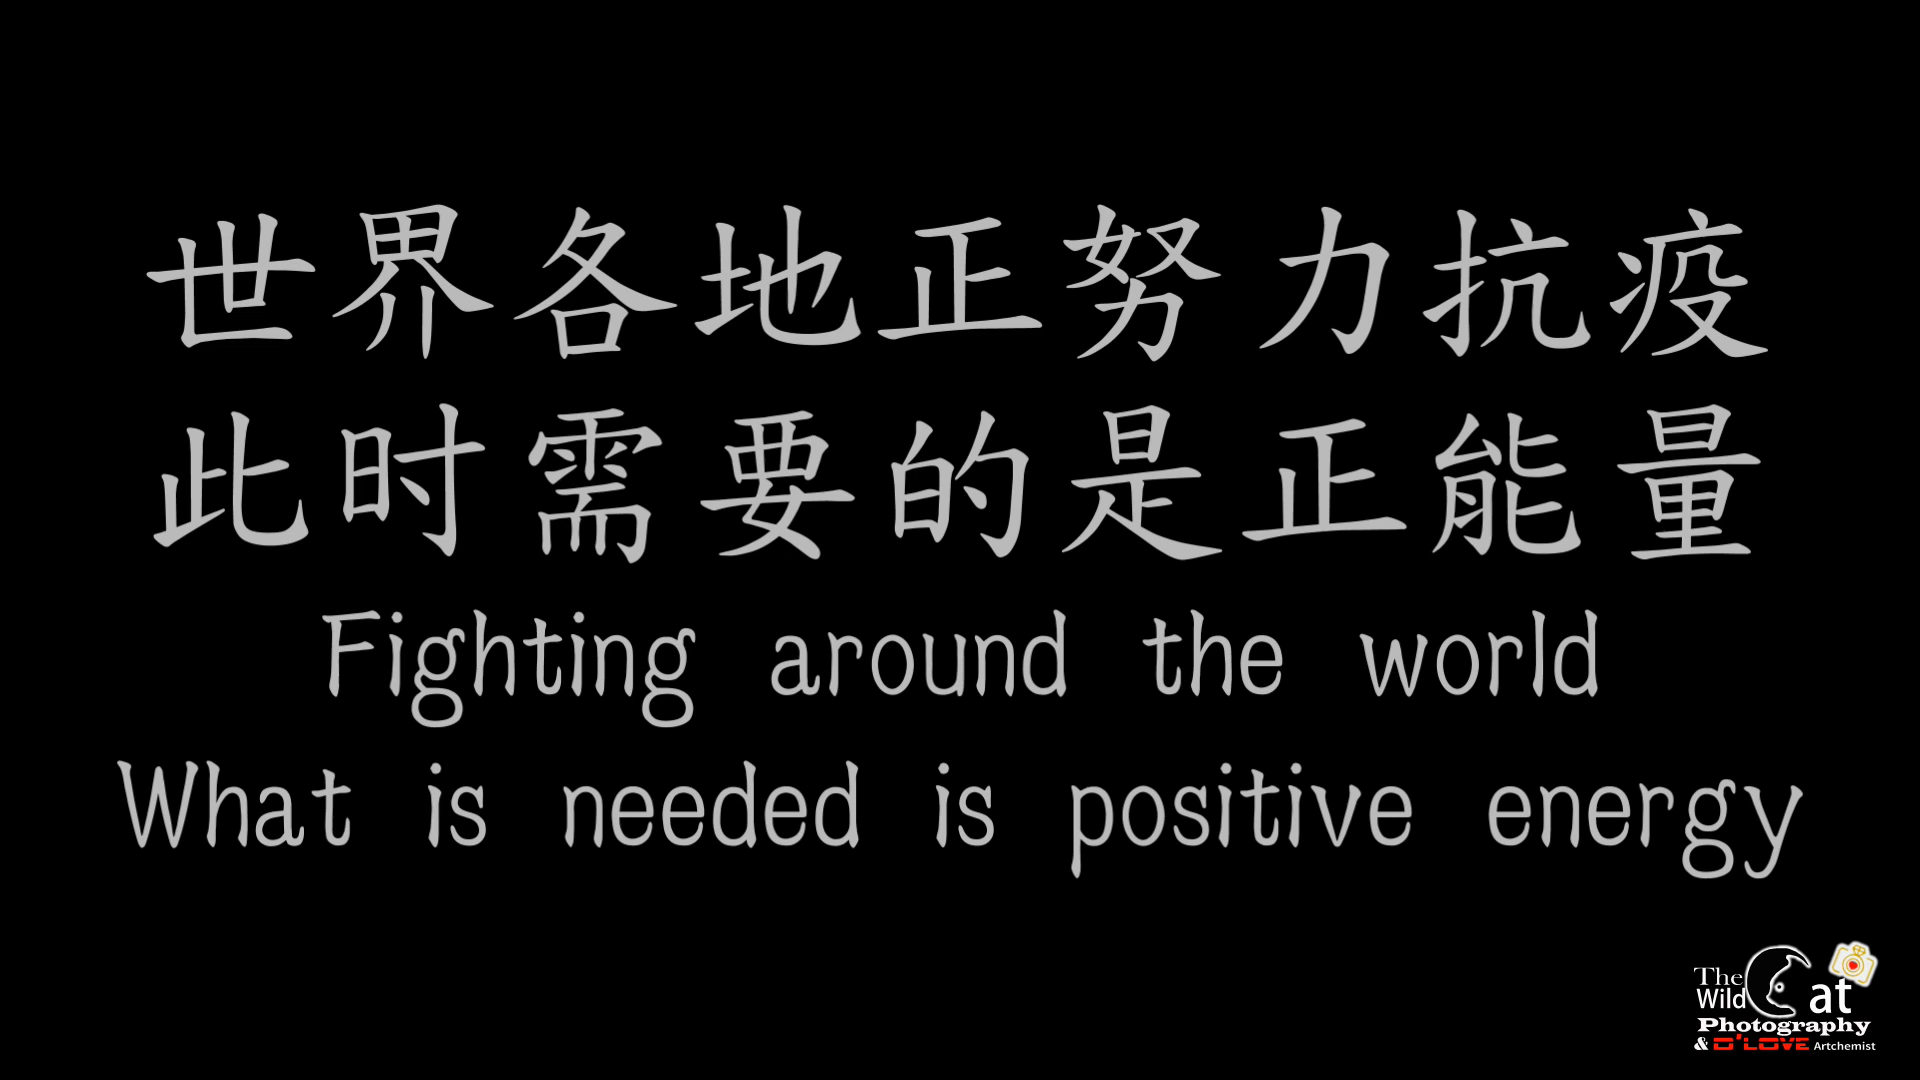 世界各地正努力抗疫
此时需要的是正能量
Fighting around the world
What is needed is positive energy
The
Wild Cat
Photography
& D'LOVE Artchemist